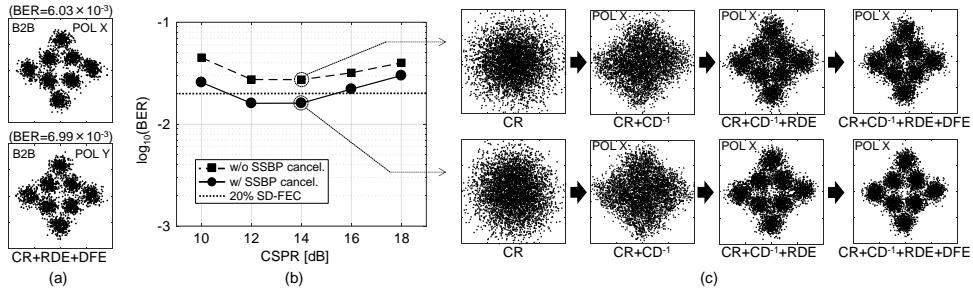 (BER=6.03×10⁻³)
B2B POL X
(BER=6.99×10⁻³)
B2B POL Y
CR+RDE+DFE
(a)
log₁₀(BER)
-1
-2
-3
w/o SSBP cancel.
w/ SSBP cancel.
20% SD-FEC
10 12 14 16 18
CSPR [dB]
(b)
POL X POL X POL X
CR CR+CD⁻¹ CR+CD⁻¹+RDE CR+CD⁻¹+RDE+DFE
POL X POL X POL X
CR CR+CD⁻¹ CR+CD⁻¹+RDE CR+CD⁻¹+RDE+DFE
(c)